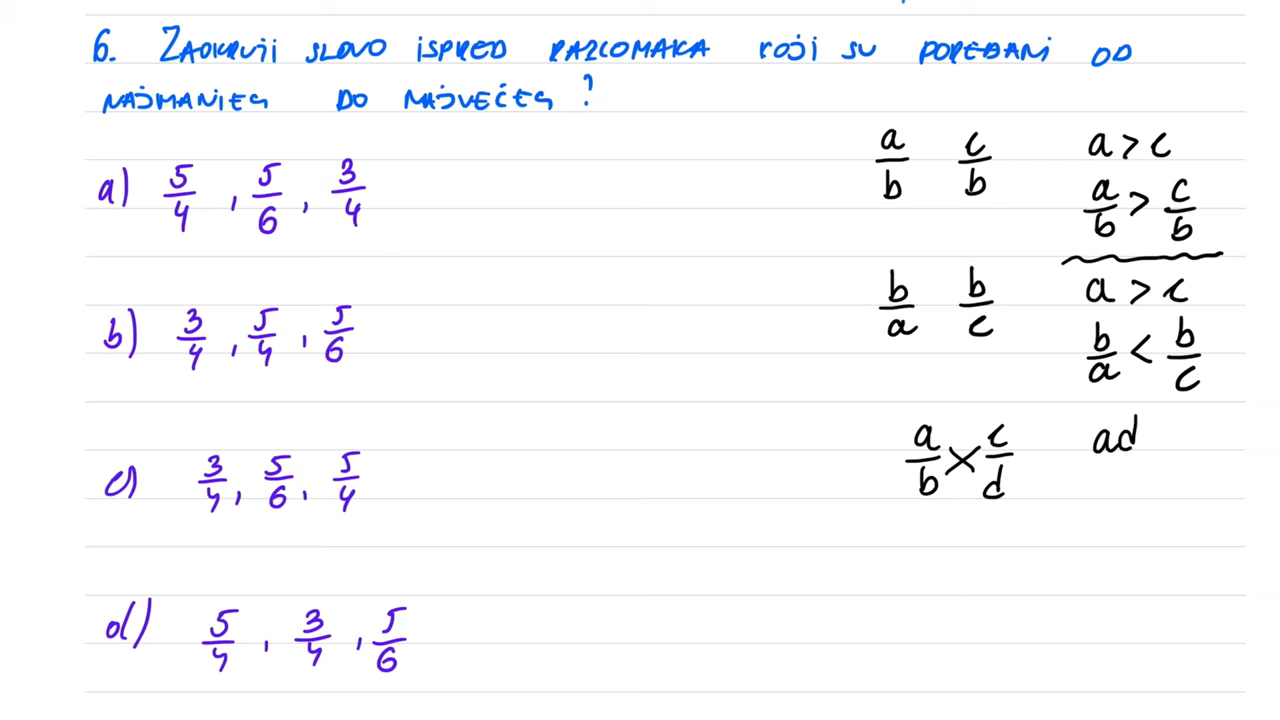 6. ZAOKRUŽI SLOVO ISPRED RAZLOMAKA KOJI SU POREĐANI OD
NAJMANJEG DO NAJVEĆEG ?
a) 5/4 , 5/6 , 3/4
b) 3/4 , 5/4 , 5/6
c) 3/4 , 5/6 , 5/4
d) 5/4 , 3/4 , 5/6
a/b c/b a > c
a/b > c/b
b/a b/c a > c
b/a < b/c
a/b × c/d ad